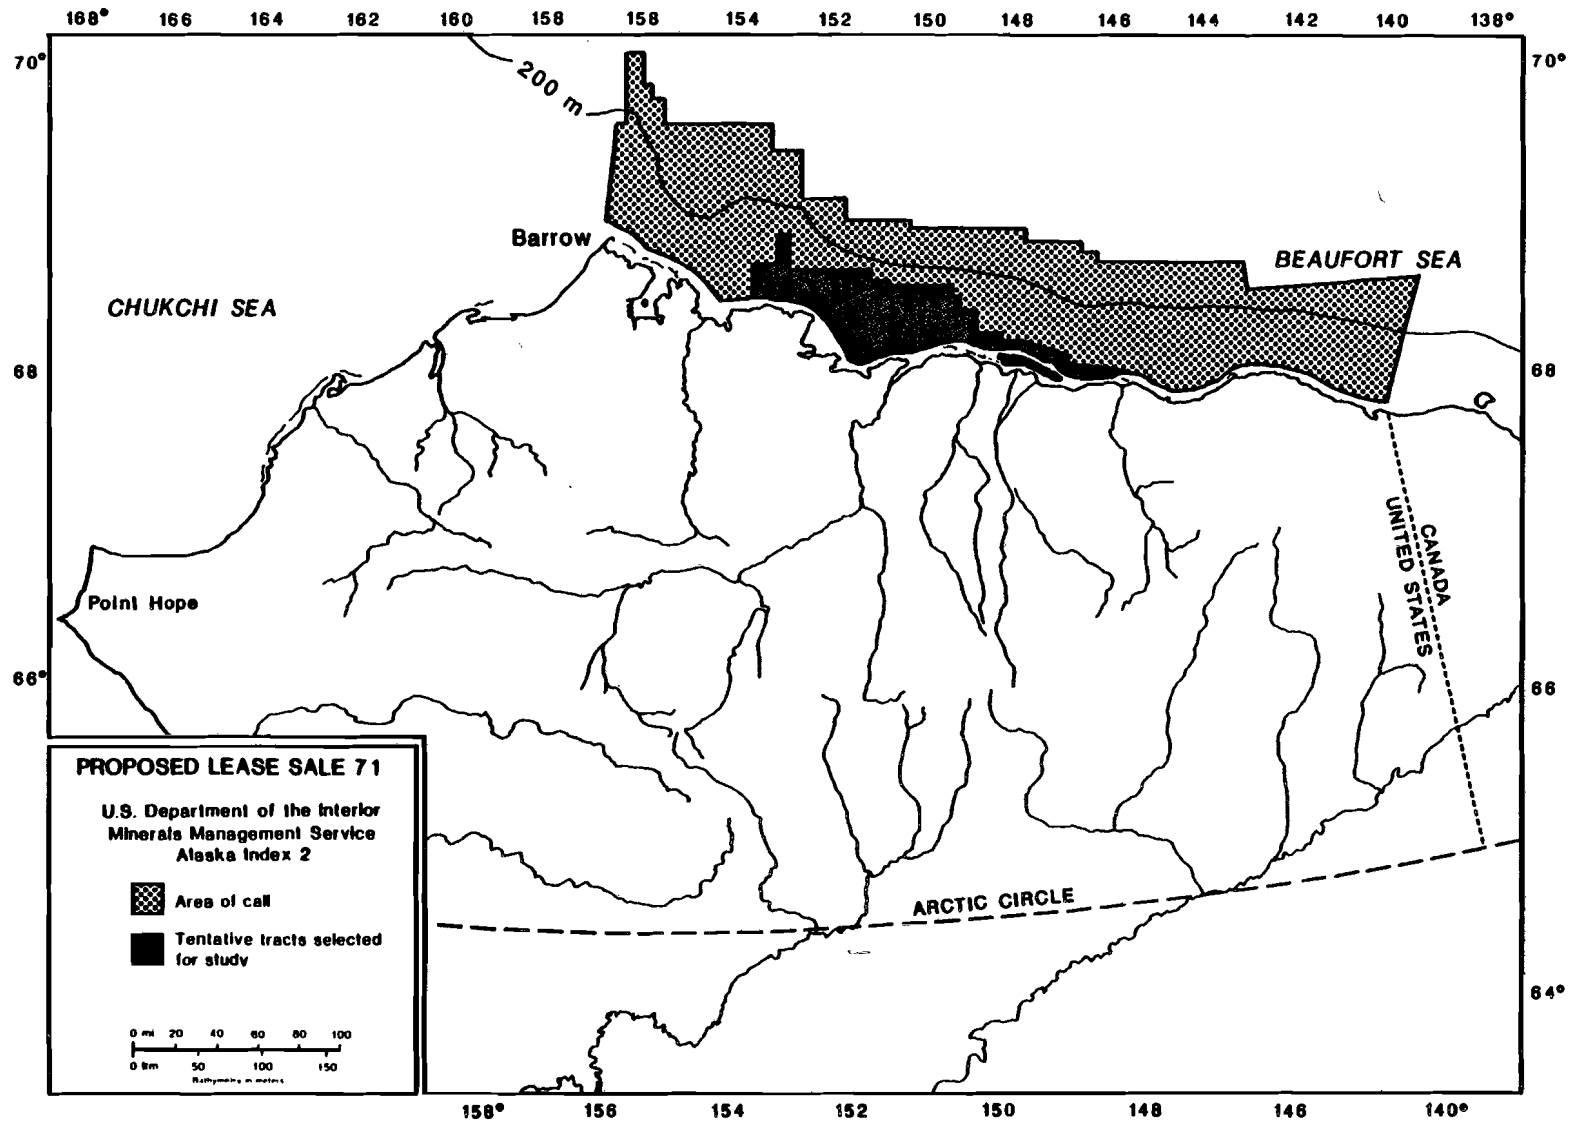 168° 166 164 162 160 158 158 154 152 150 148 146 144 142 140 138°
70° 70°
200 m
Barrow
BEAUFORT SEA
CHUKCHI SEA
68 68
CANADA
UNITED STATES
Point Hope
66° 66
PROPOSED LEASE SALE 71
U.S. Department of the Interior
Minerals Management Service
Alaska Index 2
Area of call
ARCTIC CIRCLE
Tentative tracts selected
for study
64°
0 mi 20 40 60 80 100
0 km 50 100 150
Bathymetry in meters
158° 156 154 152 150 148 146 140°